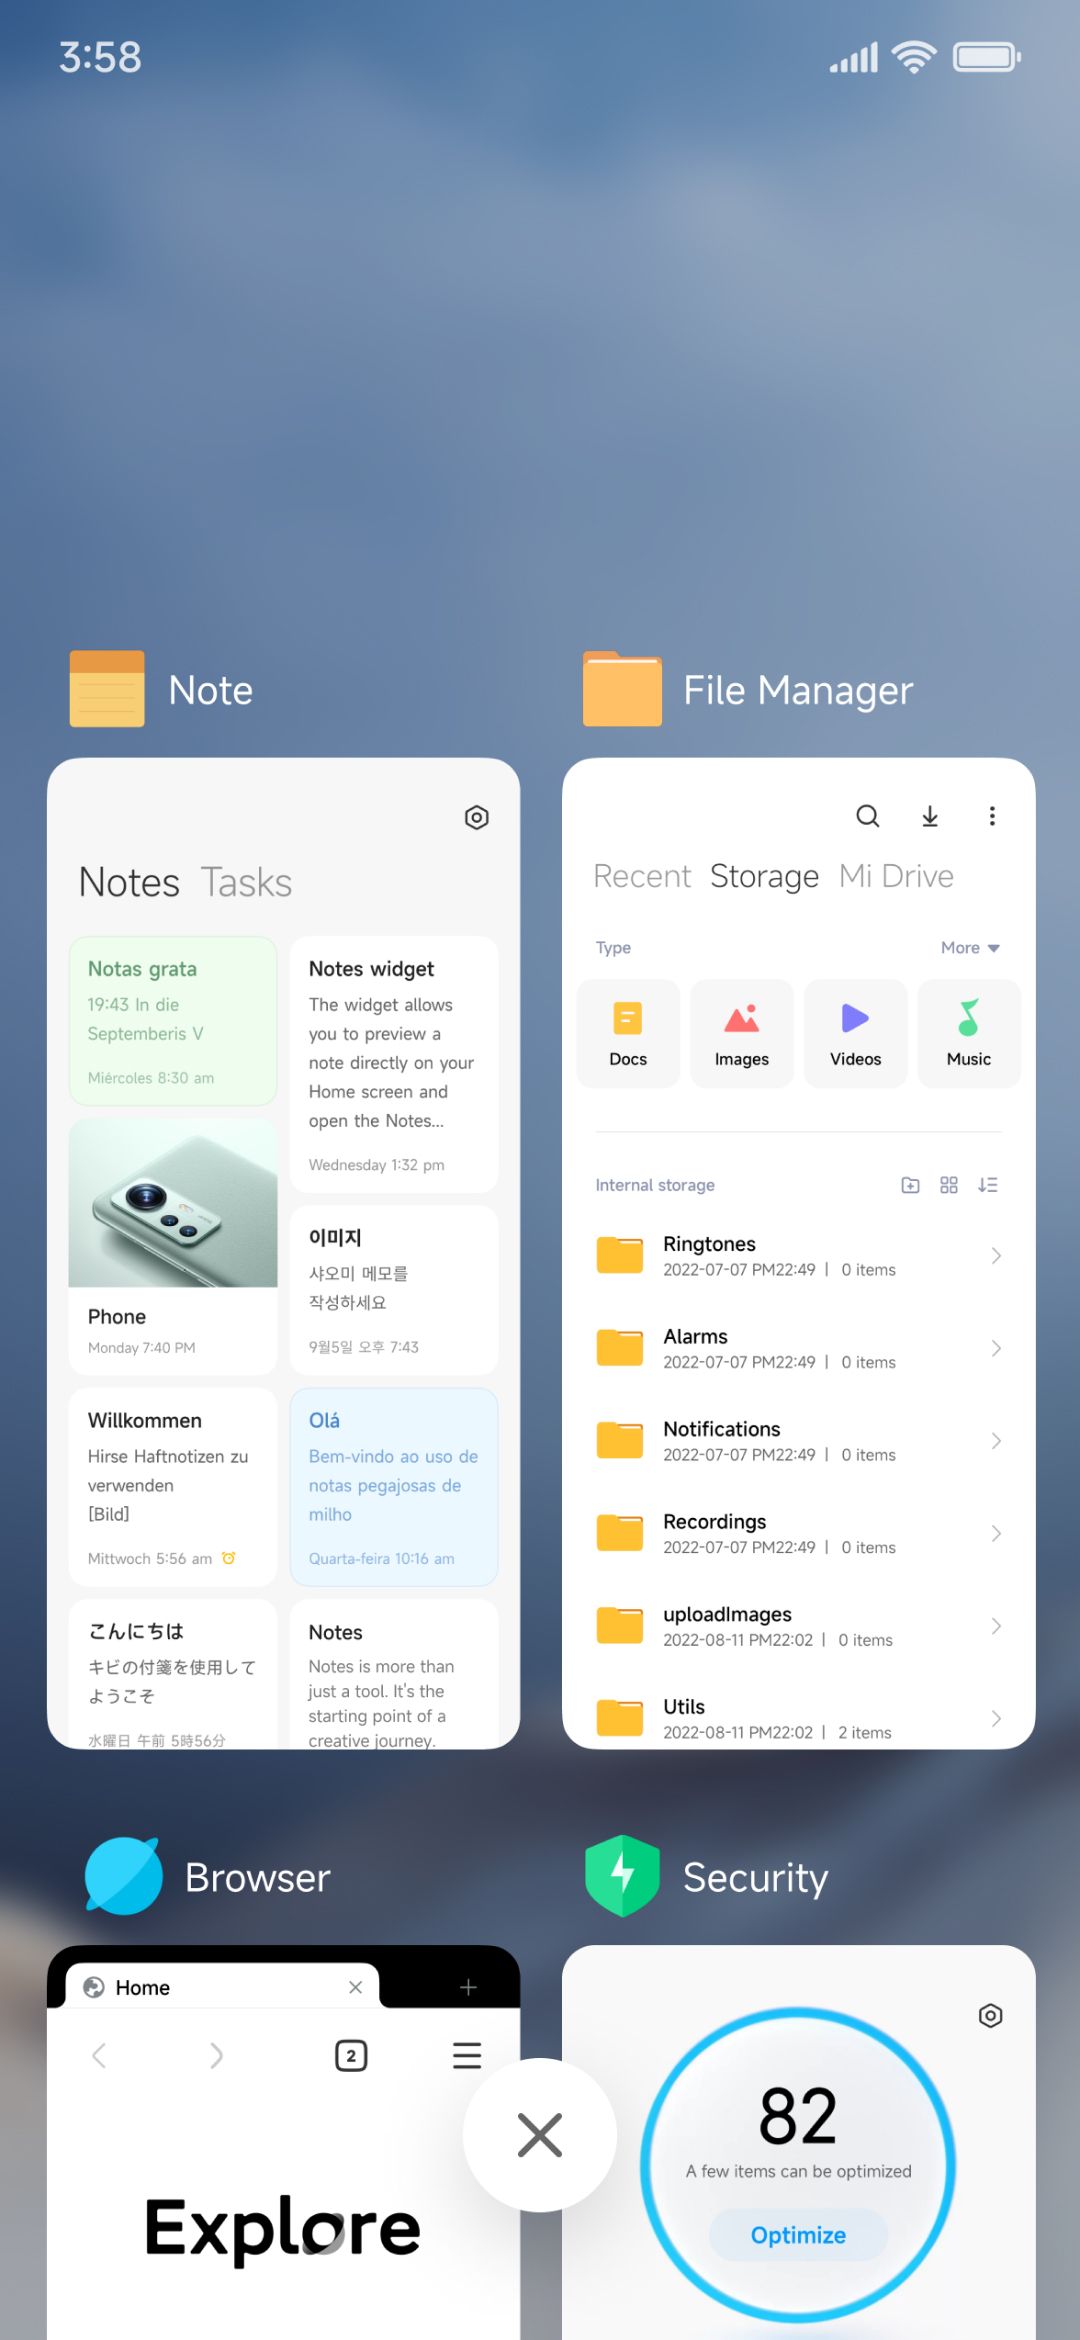 3:58
Note
Notes Tasks
Notas grata
19:43 In die
Septemberis V
Miércoles 8:30 am
Phone
Monday 7:40 PM
Willkommen
Hirse Haftnotizen zu
verwenden
[Bild]
Mittwoch 5:56 am
こんにちは
キビの付箋を使用して
ようこそ
水曜日 午前 5時56分
Notes widget
The widget allows
you to preview a
note directly on your
Home screen and
open the Notes...
Wednesday 1:32 pm
이미지
샤오미 메모를
작성하세요
9월5일 오후 7:43
Olá
Bem-vindo ao uso de
notas pegajosas de
milho
Quarta-feira 10:16 am
Notes
Notes is more than
just a tool. It's the
starting point of a
creative journey.
File Manager
Recent Storage Mi Drive
Type More
Docs Images Videos Music
Internal storage
Ringtones
2022-07-07 PM22:49 | 0 items
Alarms
2022-07-07 PM22:49 | 0 items
Notifications
2022-07-07 PM22:49 | 0 items
Recordings
2022-07-07 PM22:49 | 0 items
uploadImages
2022-08-11 PM22:02 | 0 items
Utils
2022-08-11 PM22:02 | 2 items
Browser
Home
2
Explore
Security
82
A few items can be optimized
Optimize